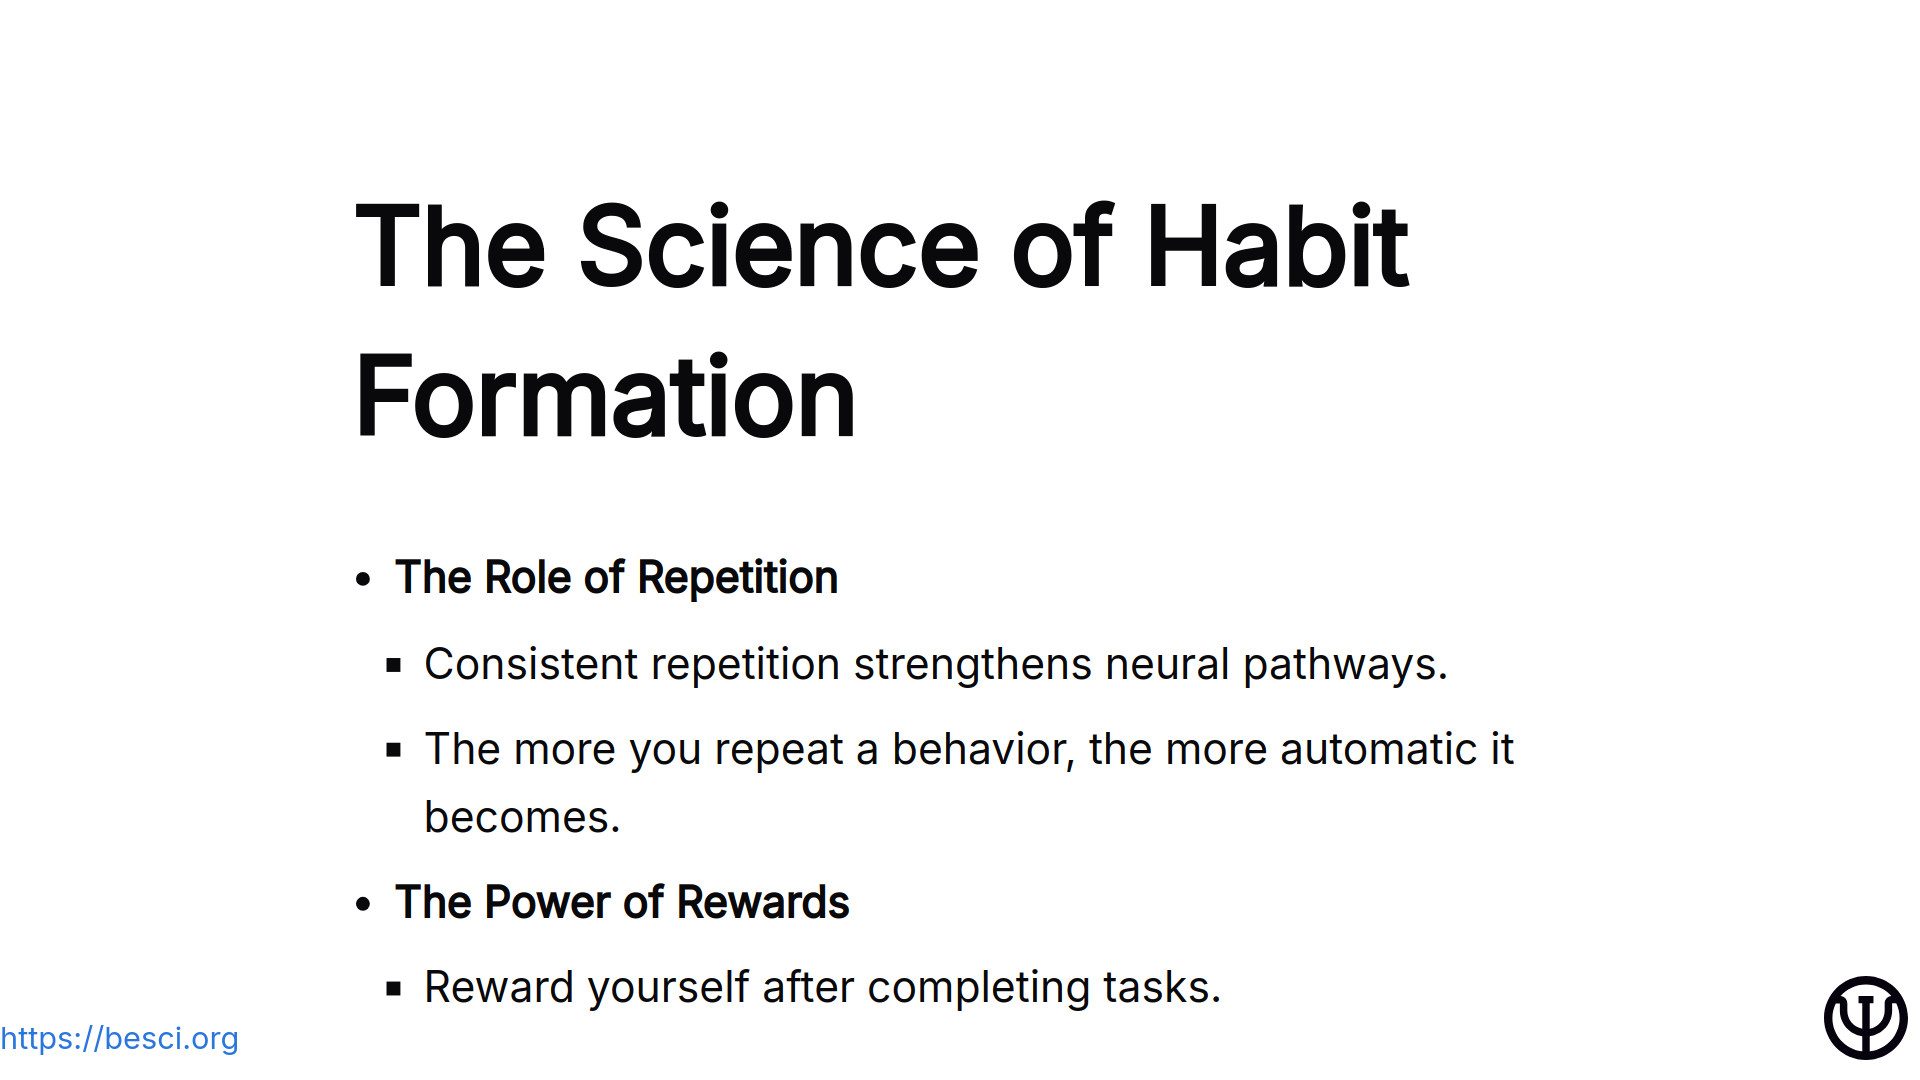 The Science of Habit
Formation
The Role of Repetition
Consistent repetition strengthens neural pathways.
The more you repeat a behavior, the more automatic it
becomes.
The Power of Rewards
Reward yourself after completing tasks.
https://besci.org